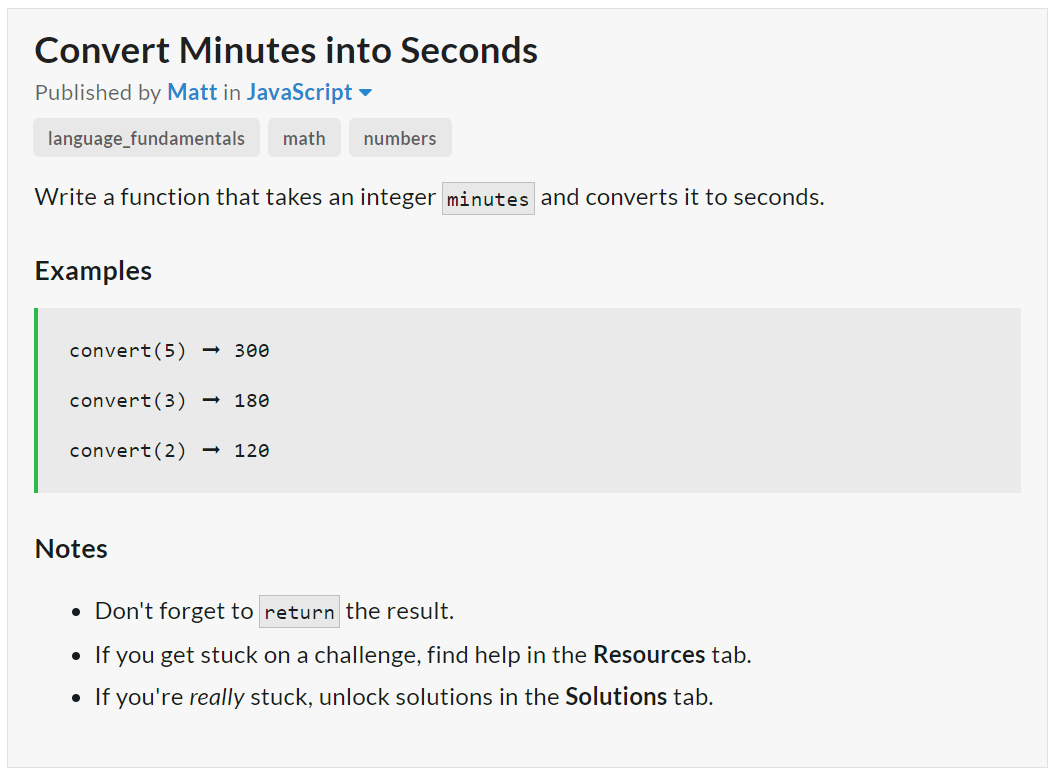 Convert Minutes into Seconds
Published by Matt in JavaScript
language_fundamentals math numbers
Write a function that takes an integer minutes and converts it to seconds.
Examples
convert(5) ➞ 300
convert(3) ➞ 180
convert(2) ➞ 120
Notes
• Don't forget to return the result.
• If you get stuck on a challenge, find help in the Resources tab.
• If you're really stuck, unlock solutions in the Solutions tab.